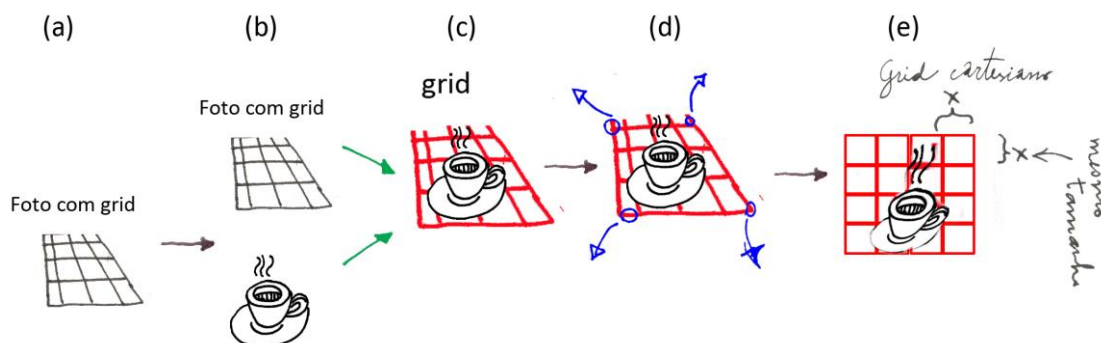 (a)
(b)
(c)
(d)
(e)
Foto com grid
Foto com grid
grid
Grid cartesiano
x
x
mesmo
tamanho